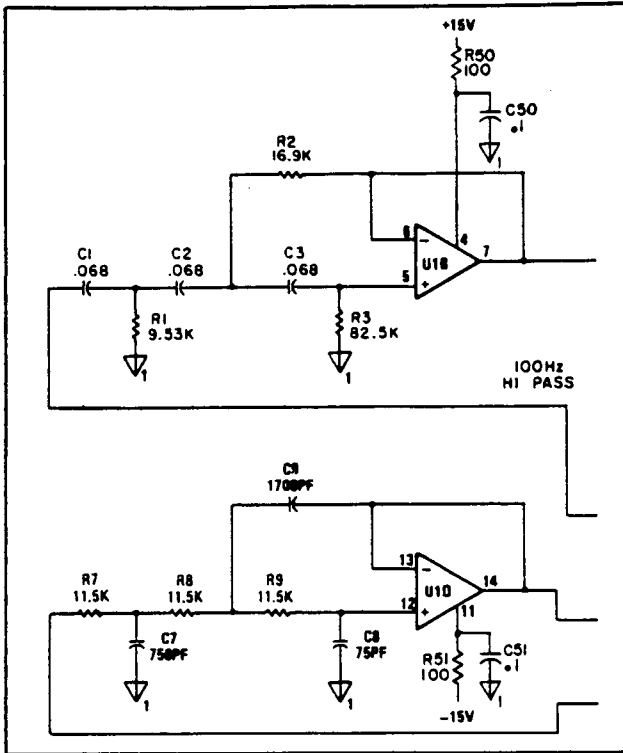 +15V
R50
100
C50
.1
1
R2
16.9K
6
4
7
U1B
5
C1
.068
C2
.068
C3
.068
R1
9.53K
1
R3
82.5K
1
100Hz
HI PASS
1700PF
13
14
U1D
12
11
R7
11.5K
R8
11.5K
R9
11.5K
C7
750PF
1
C8
75PF
1
R51
100
C51
.1
1
-15V